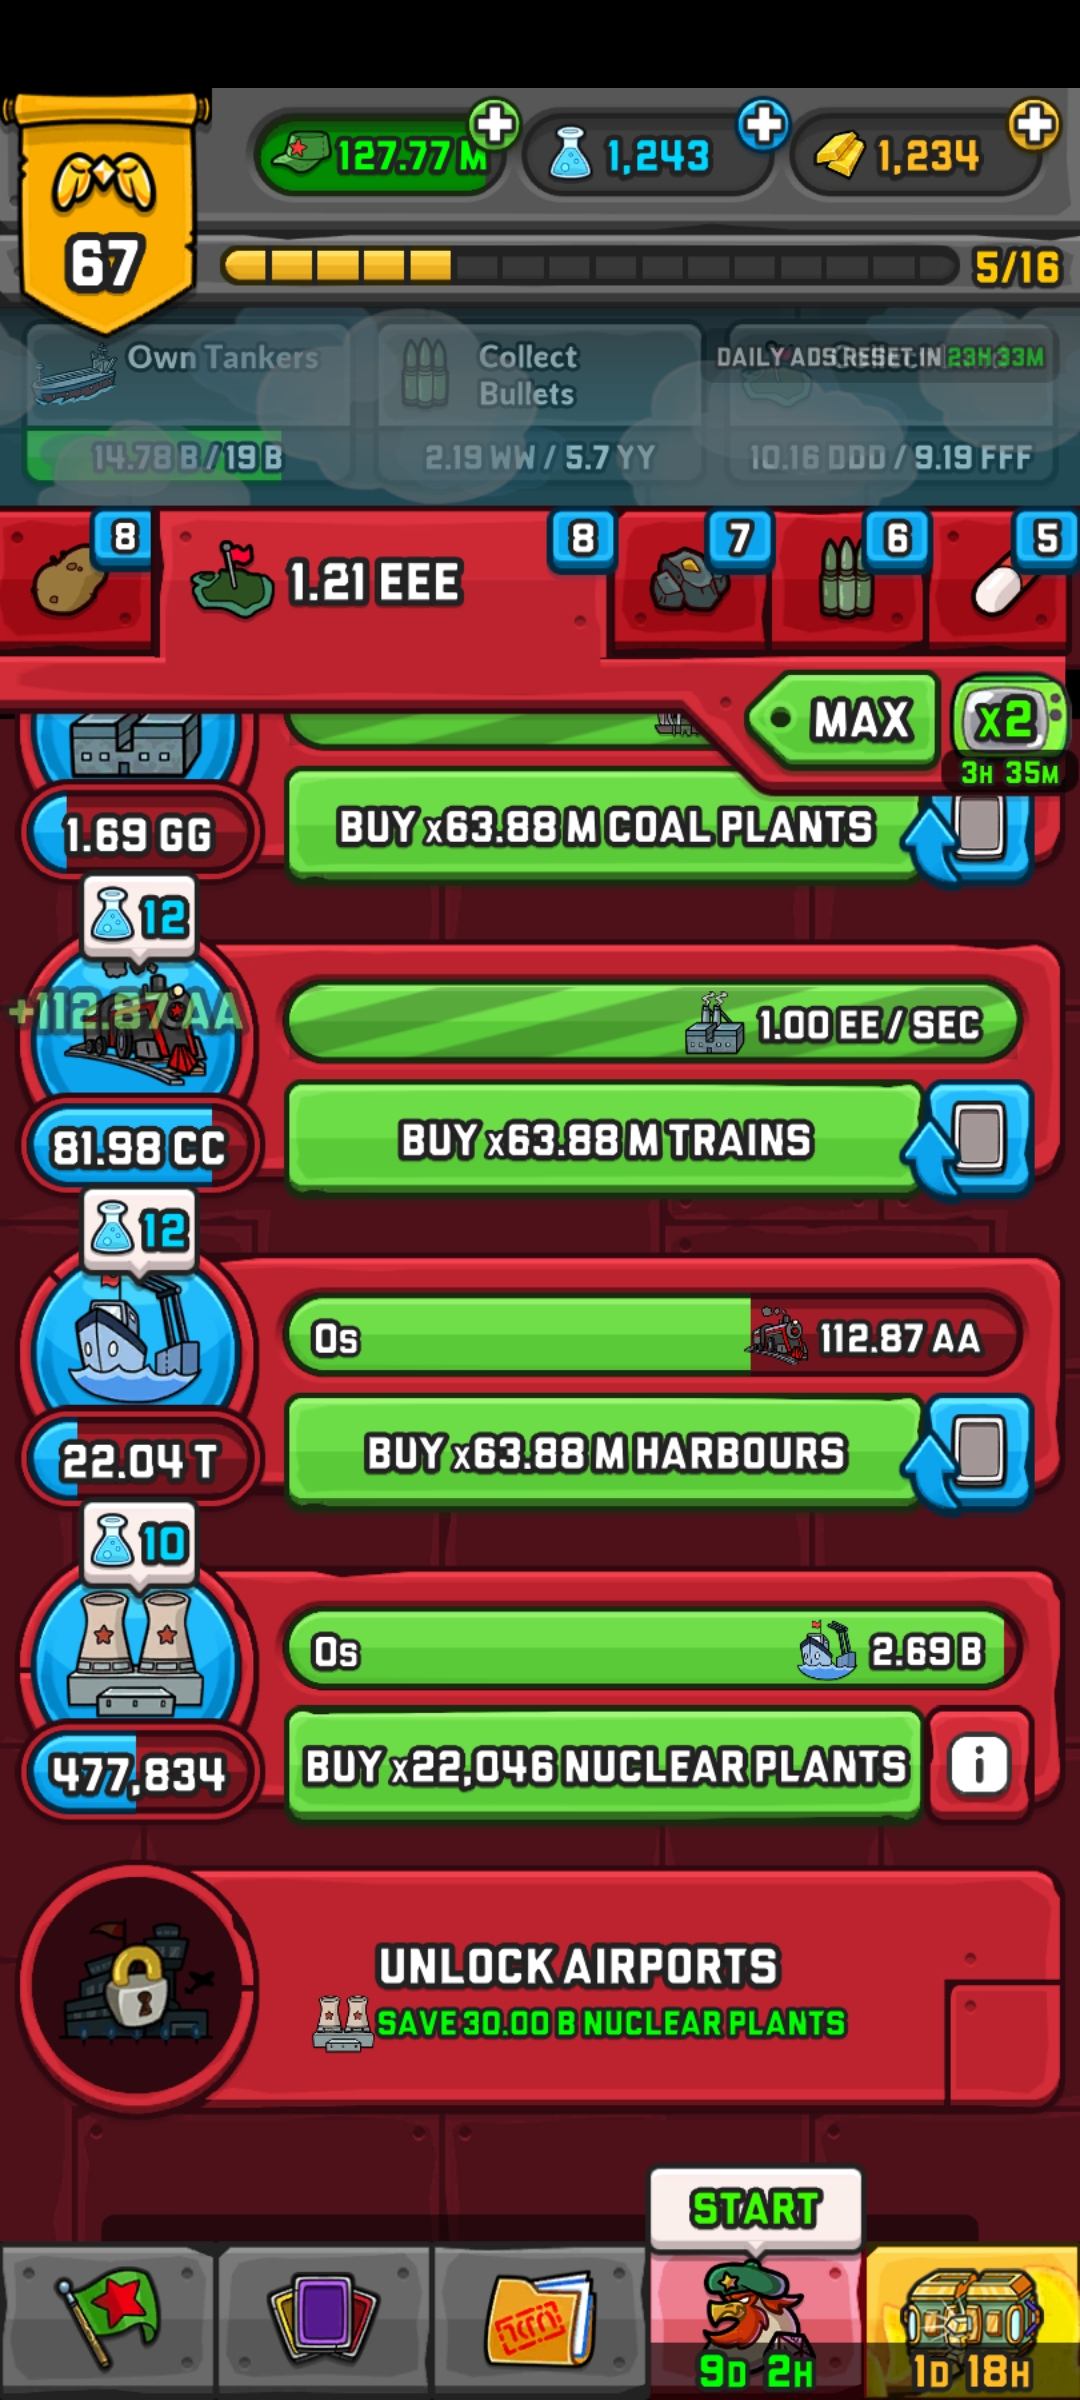 127.77 M
1,243
1,234
67
5/16
Own Tankers
Collect
Bullets
DAILY ADS RESET IN 23H 33M
14.78 B / 19 B
2.19 WW / 5.7 YY
10.16 DDD / 9.19 FFF
8
1.21 EEE
8
7
6
5
MAX
x2
3H 35M
1.69 GG
BUY x63.88 M COAL PLANTS
12
+112.87 AA
1.00 EE / SEC
81.98 CC
BUY x63.88 M TRAINS
12
0s
112.87 AA
22.04 T
BUY x63.88 M HARBOURS
10
0s
2.69 B
477,834
BUY x22,046 NUCLEAR PLANTS
i
UNLOCK AIRPORTS
SAVE 30.00 B NUCLEAR PLANTS
START
9D 2H
1D 18H